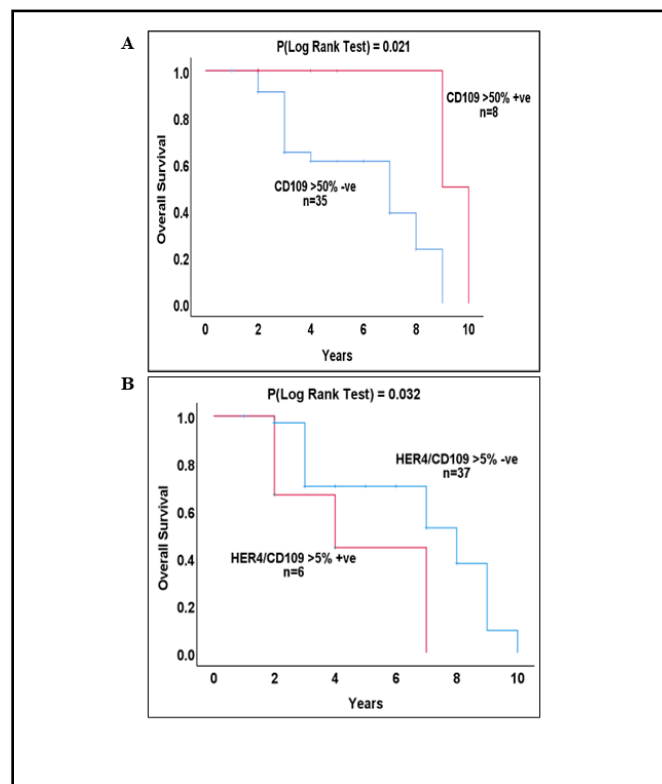 A
P(Log Rank Test) = 0.021
Overall Survival
1.0
0.8
0.6
0.4
0.2
0.0
CD109 >50% +ve
n=8
CD109 >50% -ve
n=35
0 2 4 6 8 10
Years
B
P(Log Rank Test) = 0.032
Overall Survival
1.0
0.8
0.6
0.4
0.2
0.0
HER4/CD109 >5% -ve
n=37
HER4/CD109 >5% +ve
n=6
0 2 4 6 8 10
Years